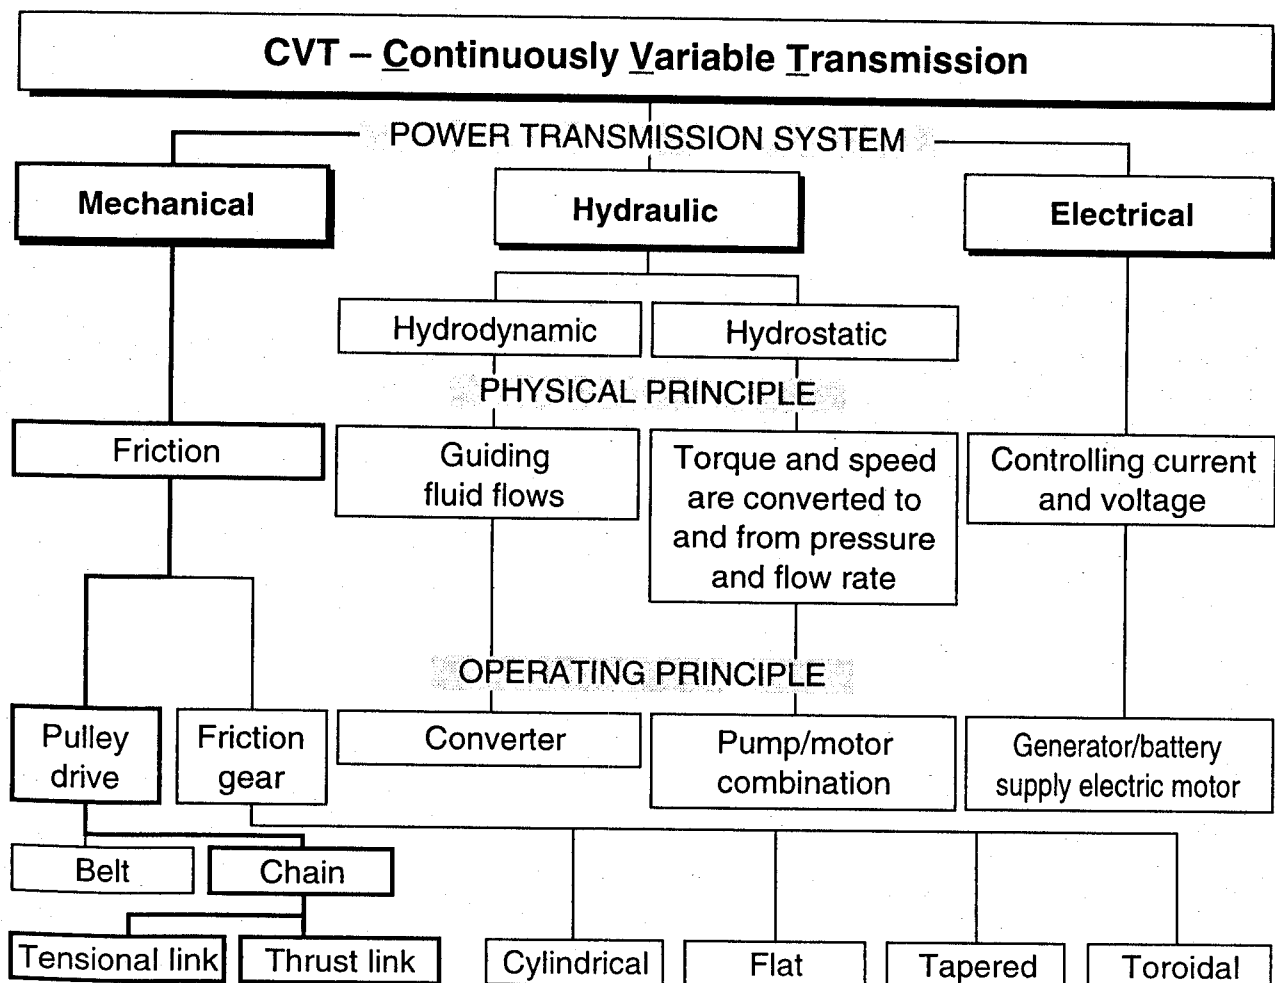 CVT – Continuously Variable Transmission
POWER TRANSMISSION SYSTEM
Mechanical
Hydraulic
Electrical
Hydrodynamic
Hydrostatic
PHYSICAL PRINCIPLE
Friction
Guiding
fluid flows
Torque and speed
are converted to
and from pressure
and flow rate
Controlling current
and voltage
OPERATING PRINCIPLE
Pulley
drive
Friction
gear
Converter
Pump/motor
combination
Generator/battery
supply electric motor
Belt
Chain
Tensional link
Thrust link
Cylindrical
Flat
Tapered
Toroidal